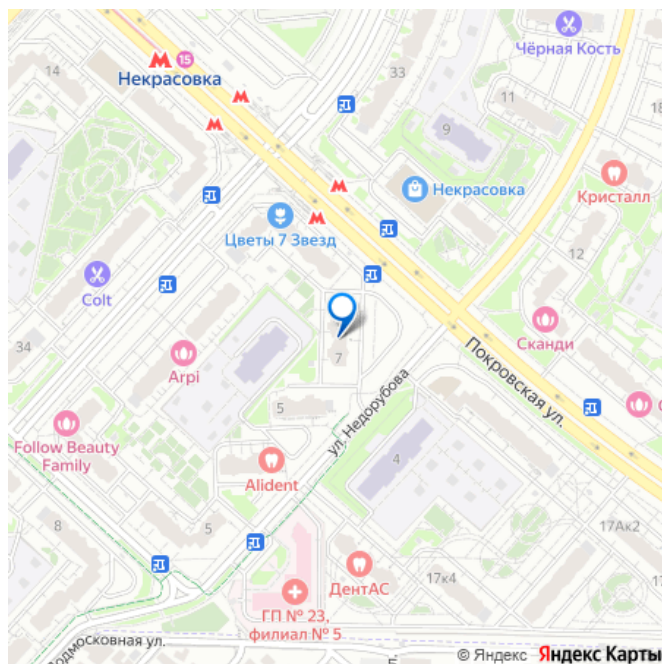 Чёрная Кость
15
Некрасовка
14
33
11
9
Некрасовка
Кристалл
Цветы 7 Звезд
12
Colt
34
Сканди
7
Arpi
Покровская ул.
5
ул. Недорубова
Follow Beauty
Family
4
Alident
8
5
17Ак2
ДентАС
17к4
ГП № 23,
филиал № 5
одмосковная ул.
5
© Яндекс Яндекс Карты